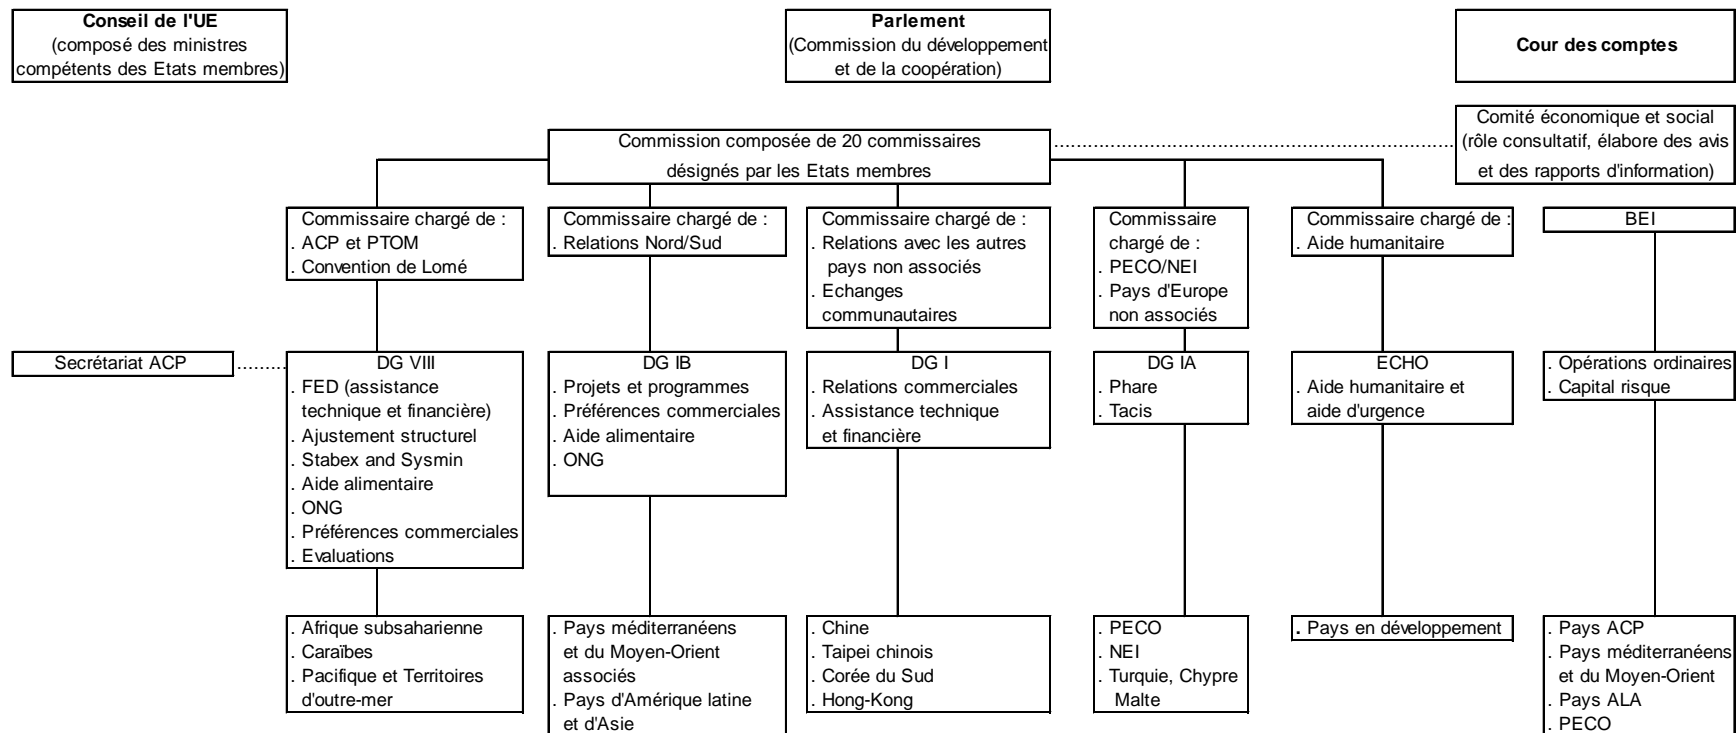 Conseil de l'UE
(composé des ministres
compétents des Etats membres)
Parlement
(Commission du développement
et de la coopération)
Cour des comptes
Comité économique et social
(rôle consultatif, élabore des avis
et des rapports d'information)
Commission composée de 20 commissaires
désignés par les Etats membres
Commissaire chargé de :
. ACP et PTOM
. Convention de Lomé
Commissaire chargé de :
. Relations Nord/Sud
Commissaire chargé de :
. Relations avec les autres
pays non associés
. Echanges
communautaires
Commissaire
chargé de :
. PECO/NEI
. Pays d'Europe
non associés
Commissaire chargé de :
. Aide humanitaire
BEI
Secrétariat ACP
DG VIII
. FED (assistance
technique et financière)
. Ajustement structurel
. Stabex and Sysmin
. Aide alimentaire
. ONG
. Préférences commerciales
. Evaluations
DG IB
. Projets et programmes
. Préférences commerciales
. Aide alimentaire
. ONG
DG I
. Relations commerciales
. Assistance technique
et financière
DG IA
. Phare
. Tacis
ECHO
. Aide humanitaire et
aide d'urgence
. Opérations ordinaires
. Capital risque
. Afrique subsaharienne
. Caraïbes
. Pacifique et Territoires
d'outre-mer
. Pays méditerranéens
et du Moyen-Orient
associés
. Pays d'Amérique latine
et d'Asie
. Chine
. Taipei chinois
. Corée du Sud
. Hong-Kong
. PECO
. NEI
. Turquie, Chypre
Malte
. Pays en développement
. Pays ACP
. Pays méditerranéens
et du Moyen-Orient
. Pays ALA
. PECO